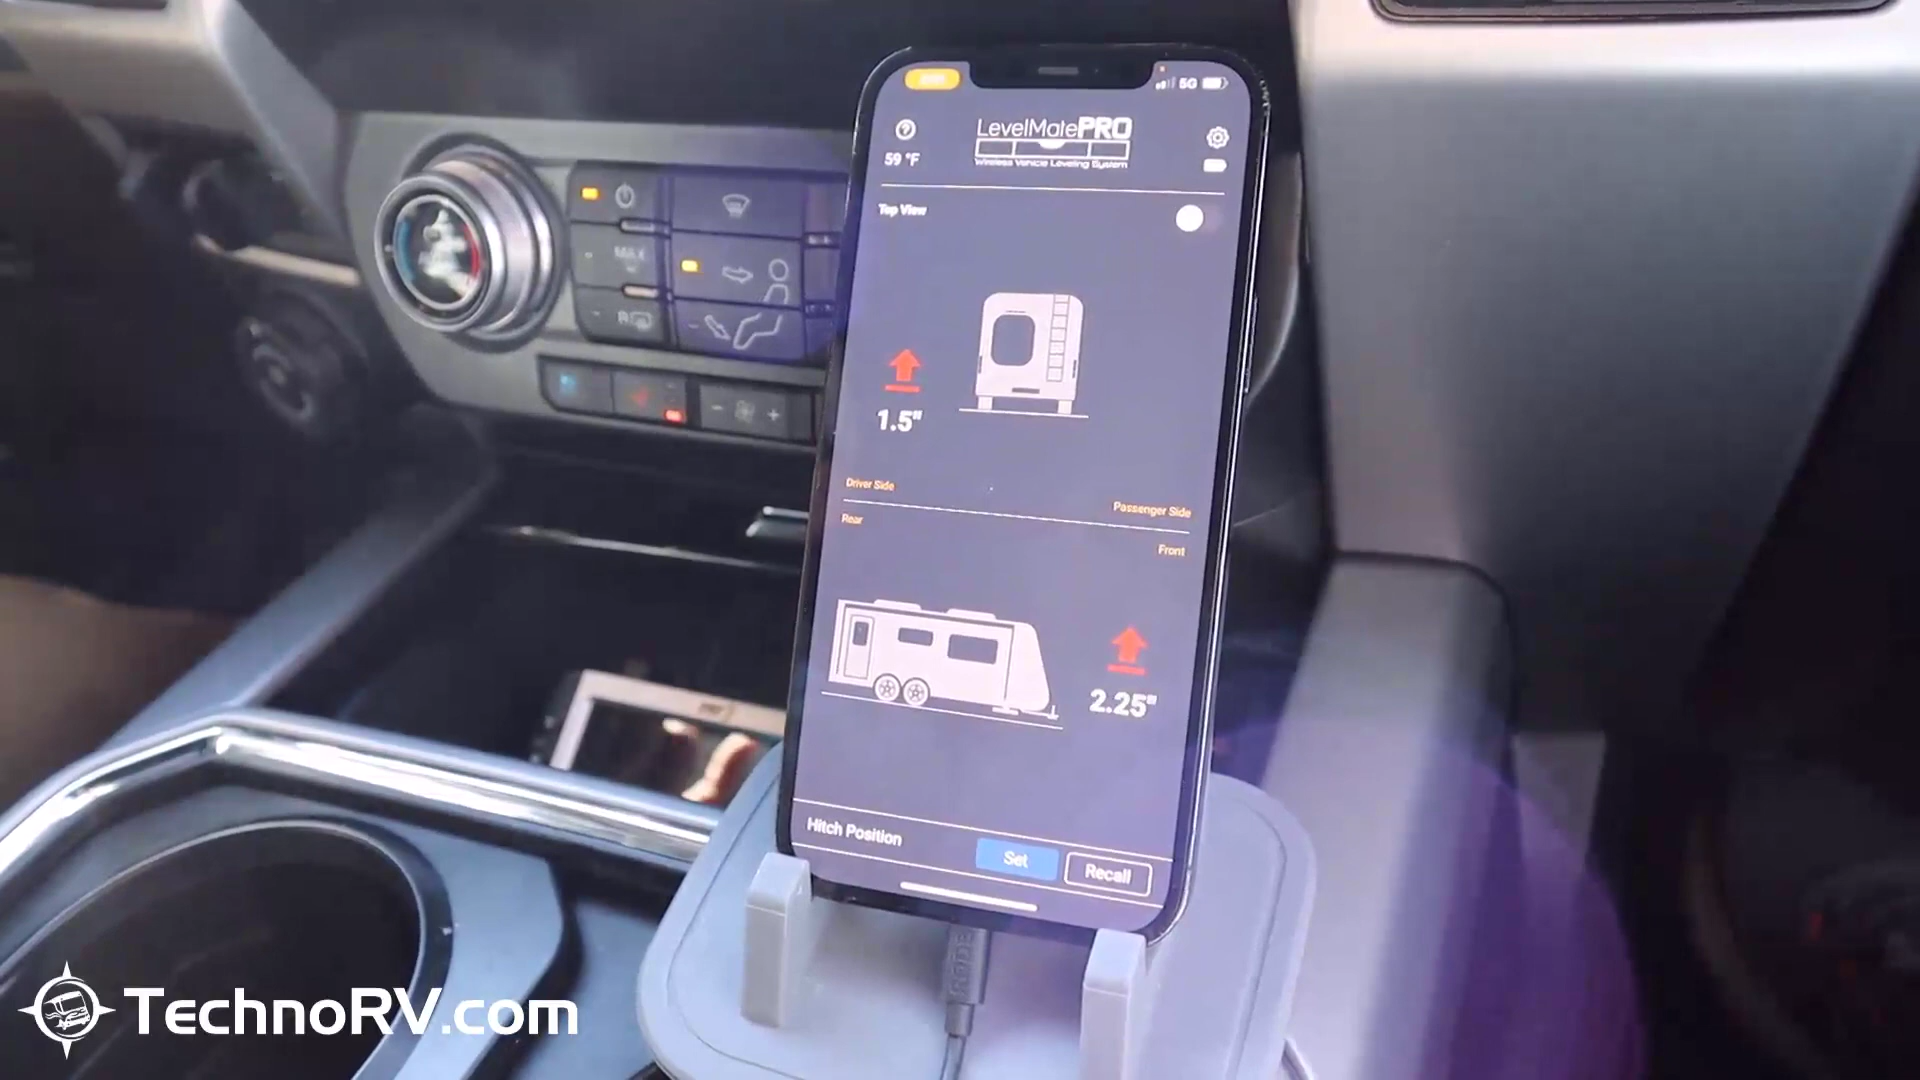 5G
LevelMatePRO
Wireless Vehicle Leveling System
59 °F
Top View
1.5"
Driver Side
Passenger Side
Rear
Front
2.25"
Hitch Position
Set
Recall
MAX
R
RODE
TechnoRV.com